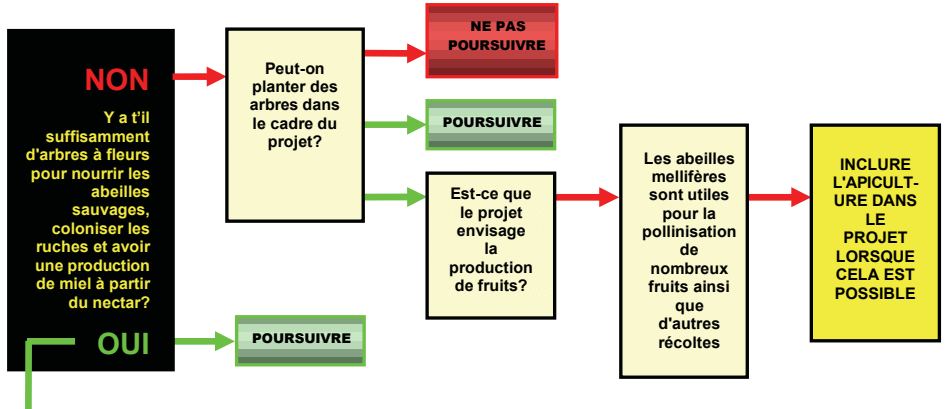 NON
Y a t'il
suffisamment
d'arbres à fleurs
pour nourrir les
abeilles
sauvages,
coloniser les
ruches et avoir
une production
de miel à partir
du nectar?
OUI
Peut-on
planter des
arbres dans
le cadre du
projet?
NE PAS
POURSUIVRE
POURSUIVRE
Est-ce que
le projet
envisage
la
production
de fruits?
Les abeilles
mellifères
sont utiles
pour la
pollinisation
de
nombreux
fruits ainsi
que
d'autres
récoltes
INCLURE
L'APICULT-
URE DANS
LE
PROJET
LORSQUE
CELA EST
POSSIBLE
POURSUIVRE